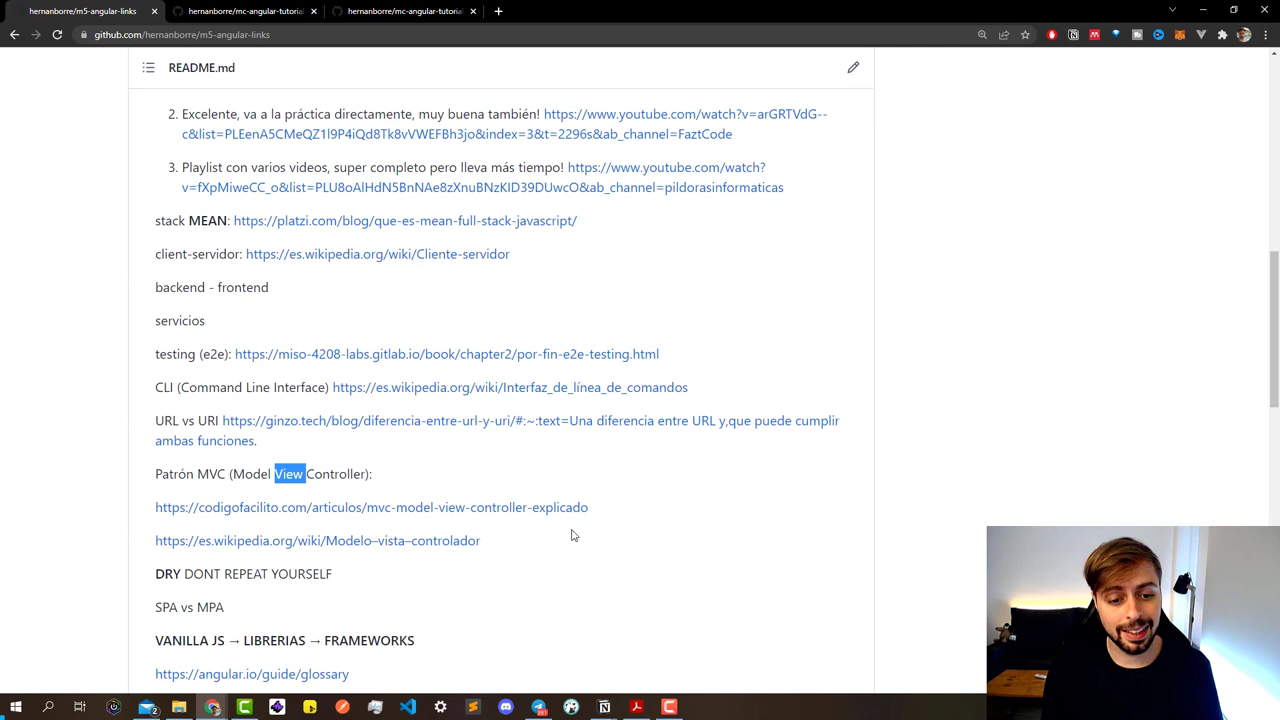 hernanborre/m5-angular-links
hernanborre/mc-angular-tutorial
hernanborre/mc-angular-tutorial
github.com/hernanborre/m5-angular-links
README.md
2. Excelente, va a la práctica directamente, muy buena también! https://www.youtube.com/watch?v=arGRTVdG--
c&list=PLEenA5CMeQZ1l9P4iQd8Tk8vVWEFBh3jo&index=3&t=2296s&ab_channel=FaztCode
3. Playlist con varios videos, super completo pero lleva más tiempo! https://www.youtube.com/watch?
v=fXpMiweCC_o&list=PLU8oAlHdN5BnNAe8zXnuBNzKID39DUwcO&ab_channel=pildorasinformaticas
stack MEAN: https://platzi.com/blog/que-es-mean-full-stack-javascript/
client-servidor: https://es.wikipedia.org/wiki/Cliente-servidor
backend - frontend
servicios
testing (e2e): https://miso-4208-labs.gitlab.io/book/chapter2/por-fin-e2e-testing.html
CLI (Command Line Interface) https://es.wikipedia.org/wiki/Interfaz_de_línea_de_comandos
URL vs URI https://ginzo.tech/blog/diferencia-entre-url-y-uri/#:~:text=Una diferencia entre URL y,que puede cumplir
ambas funciones.
Patrón MVC (Model View Controller):
https://codigofacilito.com/articulos/mvc-model-view-controller-explicado
https://es.wikipedia.org/wiki/Modelo–vista–controlador
DRY DONT REPEAT YOURSELF
SPA vs MPA
VANILLA JS → LIBRERIAS → FRAMEWORKS
https://angular.io/guide/glossary